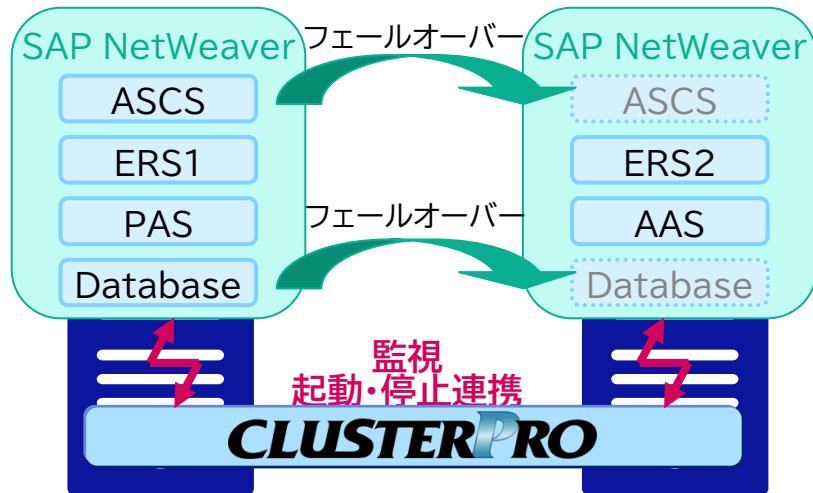 SAP NetWeaver
ASCS
ERS1
PAS
Database
フェールオーバー
フェールオーバー
SAP NetWeaver
ASCS
ERS2
AAS
Database
監視
起動・停止連携
CLUSTERPRO